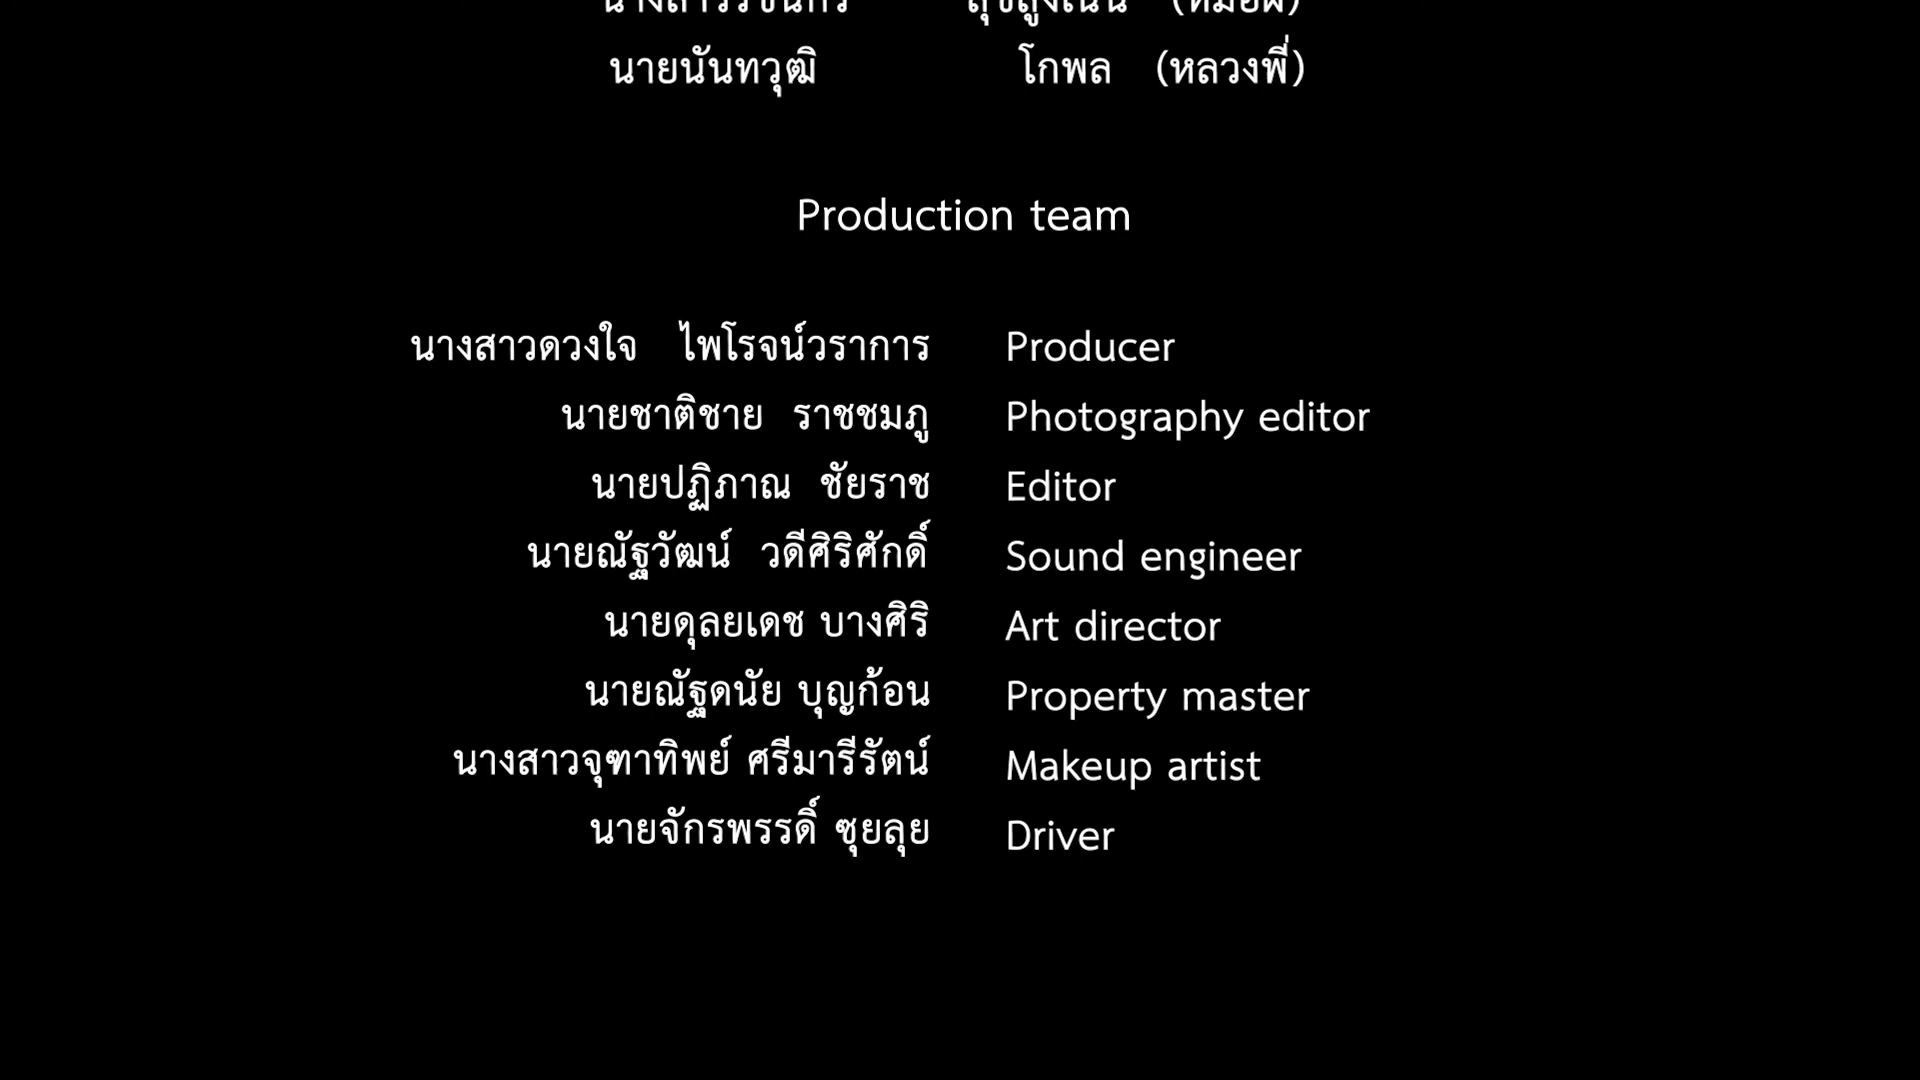 นายนันทวุฒิ โกพล (หลวงพี่)
Production team
นางสาวดวงใจ ไพโรจน์วราการ Producer
นายชาติชาย ราชชมภู Photography editor
นายปฏิภาณ ชัยราช Editor
นายณัฐวัฒน์ วดีศิริศักดิ์ Sound engineer
นายดุลยเดช บางศิริ Art director
นายณัฐดนัย บุญก้อน Property master
นางสาวจุฑาทิพย์ ศรีมารีรัตน์ Makeup artist
นายจักรพรรดิ์ ซุยลุย Driver